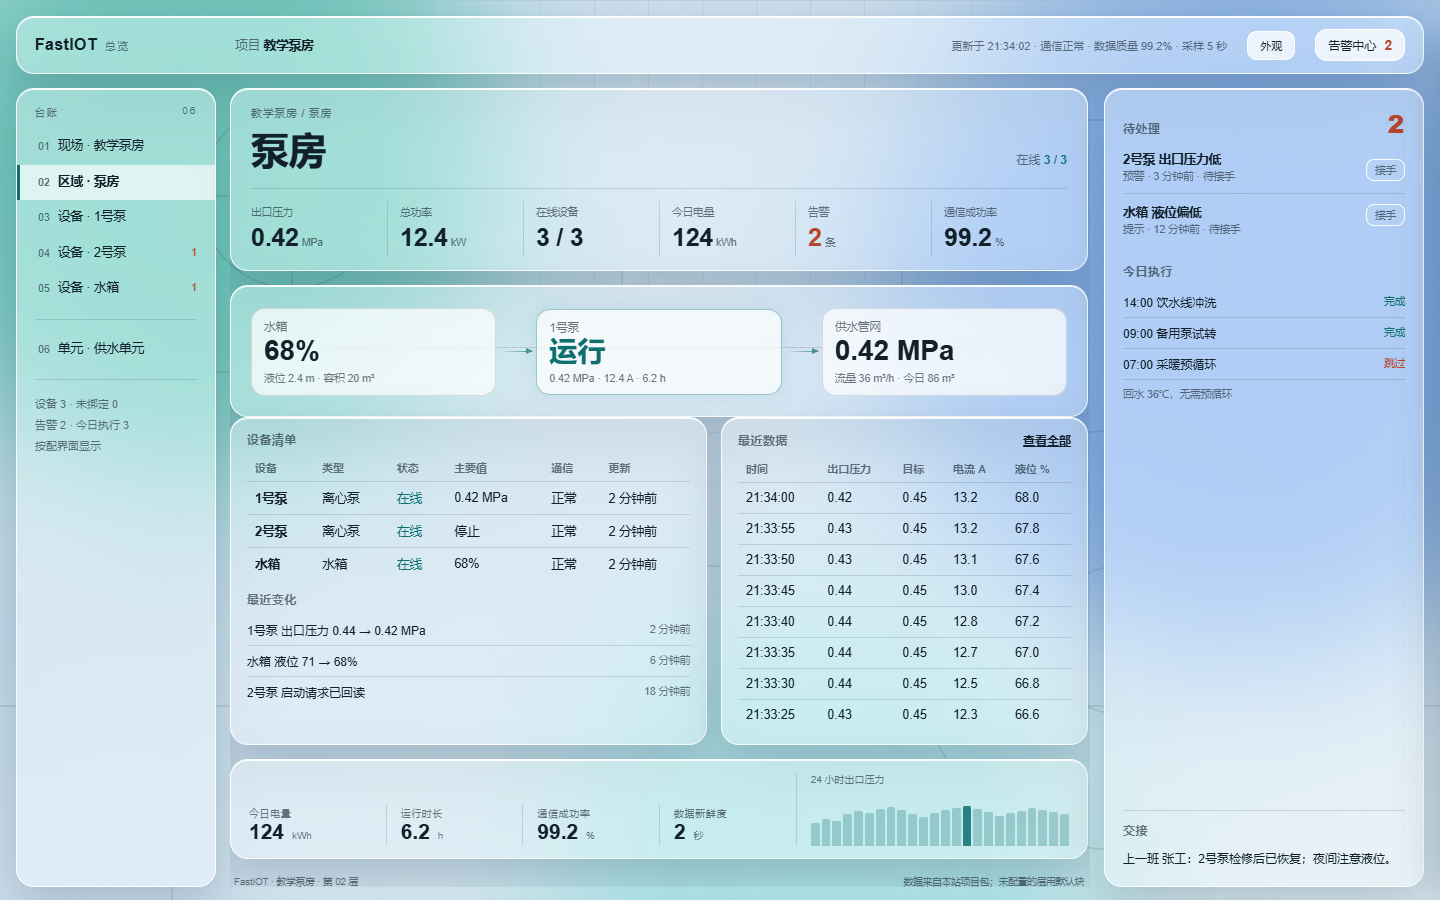 FastIOT 总览
项目 教学泵房
更新于 21:34:02 · 通信正常 · 数据质量 99.2% · 采样 5 秒
外观
告警中心 2
台账 06
01 现场 · 教学泵房
02 区域 · 泵房
03 设备 · 1号泵
04 设备 · 2号泵 1
05 设备 · 水箱 1
06 单元 · 供水单元
设备 3 · 未绑定 0
告警 2 · 今日执行 3
按配界面显示
教学泵房 / 泵房
泵房
在线 3 / 3
出口压力
0.42 MPa
总功率
12.4 kW
在线设备
3 / 3
今日电量
124 kWh
告警
2 条
通信成功率
99.2 %
水箱
68%
液位 2.4 m · 容积 20 m³
1号泵
运行
0.42 MPa · 12.4 A · 6.2 h
供水管网
0.42 MPa
流量 36 m³/h · 今日 86 m³
设备清单
设备 类型 状态 主要值 通信 更新
1号泵 离心泵 在线 0.42 MPa 正常 2 分钟前
2号泵 离心泵 在线 停止 正常 2 分钟前
水箱 水箱 在线 68% 正常 2 分钟前
最近变化
1号泵 出口压力 0.44 → 0.42 MPa 2 分钟前
水箱 液位 71 → 68% 6 分钟前
2号泵 启动请求已回读 18 分钟前
最近数据 查看全部
时间 出口压力 目标 电流 A 液位 %
21:34:00 0.42 0.45 13.2 68.0
21:33:55 0.43 0.45 13.2 67.8
21:33:50 0.43 0.45 13.1 67.6
21:33:45 0.44 0.45 13.0 67.4
21:33:40 0.44 0.45 12.8 67.2
21:33:35 0.44 0.45 12.7 67.0
21:33:30 0.44 0.45 12.5 66.8
21:33:25 0.43 0.45 12.3 66.6
今日电量
124 kWh
运行时长
6.2 h
通信成功率
99.2 %
数据新鲜度
2 秒
24 小时出口压力
FastIOT · 教学泵房 · 第 02 层
数据来自本站项目包；未配置的层用默认块
待处理 2
2号泵 出口压力低
预警 · 3 分钟前 · 待接手
接手
水箱 液位偏低
提示 · 12 分钟前 · 待接手
接手
今日执行
14:00 饮水线冲洗 完成
09:00 备用泵试转 完成
07:00 采暖预循环 跳过
回水 36℃，无需预循环
交接
上一班 张工：2号泵检修后已恢复；夜间注意液位。